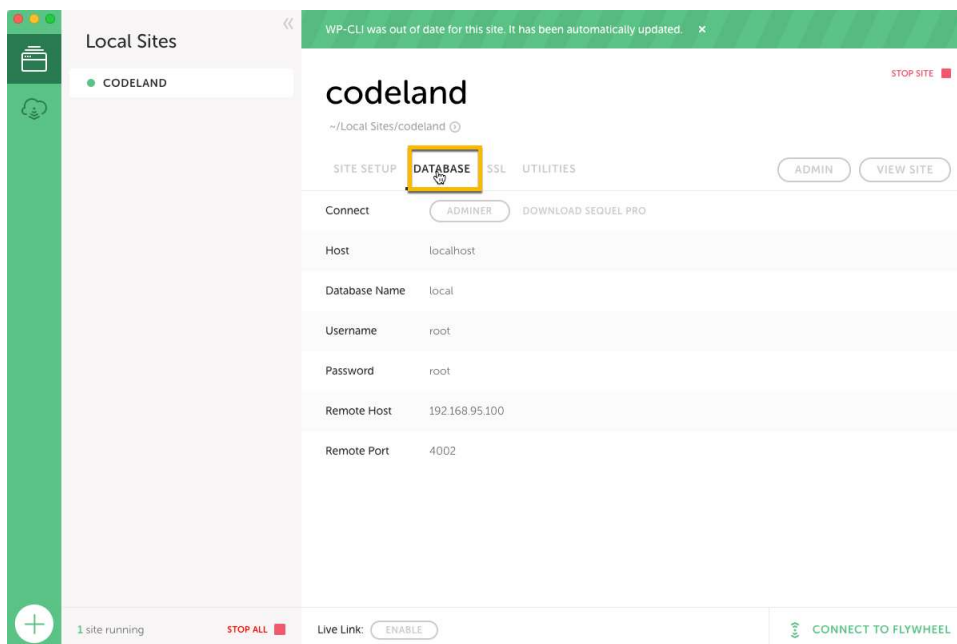 Local Sites
CODELAND
1 site running STOP ALL
WP-CLI was out of date for this site. It has been automatically updated. ×
STOP SITE
codeland
~/Local Sites/codeland
SITE SETUP DATABASE SSL UTILITIES ADMIN VIEW SITE
Connect ADMINER DOWNLOAD SEQUEL PRO
Host localhost
Database Name local
Username root
Password root
Remote Host 192.168.95.100
Remote Port 4002
Live Link: ENABLE CONNECT TO FLYWHEEL